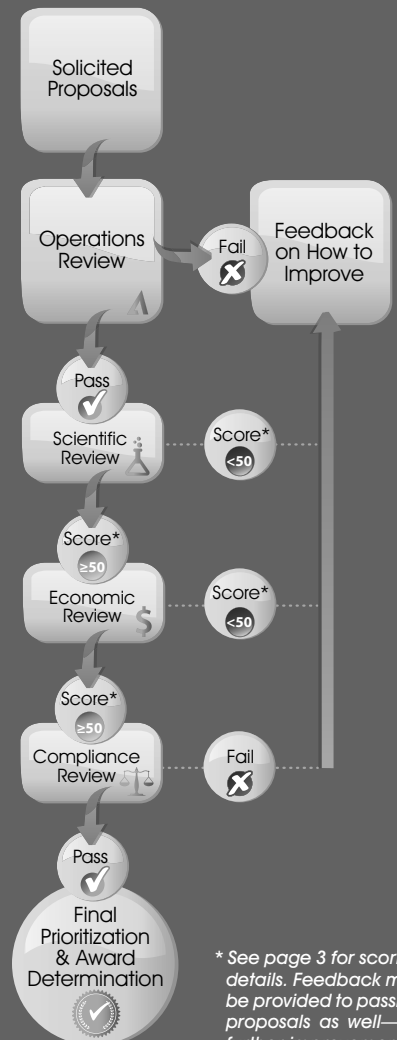 Solicited
Proposals
Operations
Review
Fail
Feedback
on How to
Improve
Pass
Scientific
Review
Score*
<50
Score*
≥50
Economic
Review
$
Score*
<50
Score*
≥50
Compliance
Review
Fail
Pass
Final
Prioritization
& Award
Determination
* See page 3 for
details. Feedback
be provided to
proposals as well—